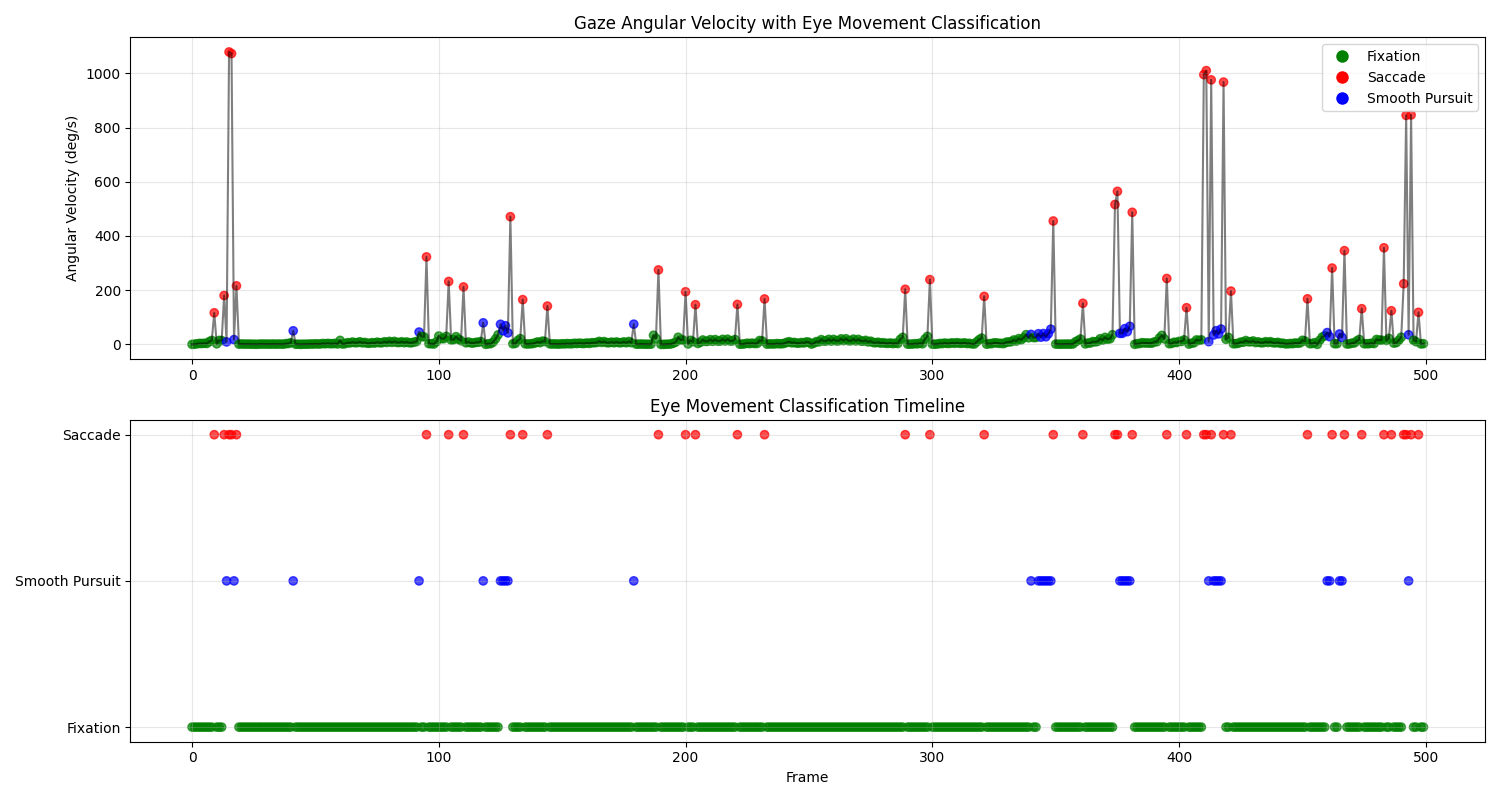 Gaze Angular Velocity with Eye Movement Classification
Angular Velocity (deg/s)
1000
800
600
400
200
0
Fixation
Saccade
Smooth Pursuit
0 100 200 300 400 500
Eye Movement Classification Timeline
Saccade
Smooth Pursuit
Fixation
0 100 200 300 400 500
Frame